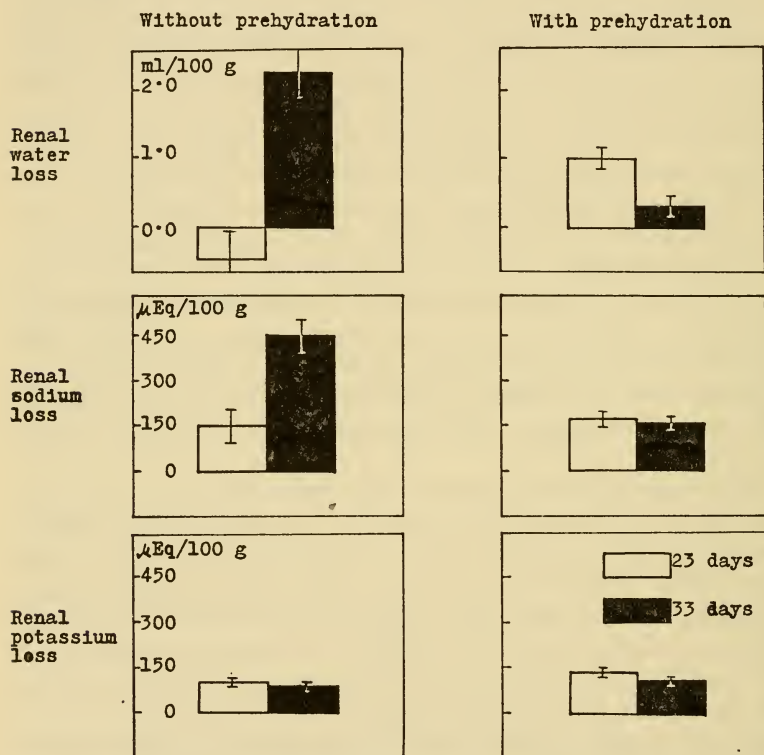 Without prehydration
With prehydration
Renal
water
loss
ml/100 g
2·0
1·0
0·0
Renal
sodium
loss
μEq/100 g
450
300
150
0
Renal
potassium
loss
μEq/100 g
450
300
150
0
23 days
33 days